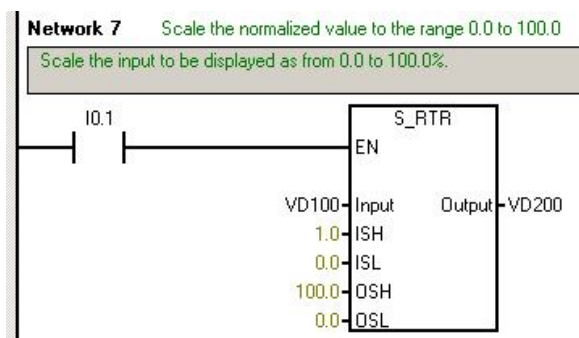 Network 7 Scale the normalized value to the range 0.0 to 100.0
Scale the input to be displayed as from 0.0 to 100.0%.
I0.1
S_RTR
EN
VD100 Input Output VD200
1.0 ISH
0.0 ISL
100.0 OSH
0.0 OSL